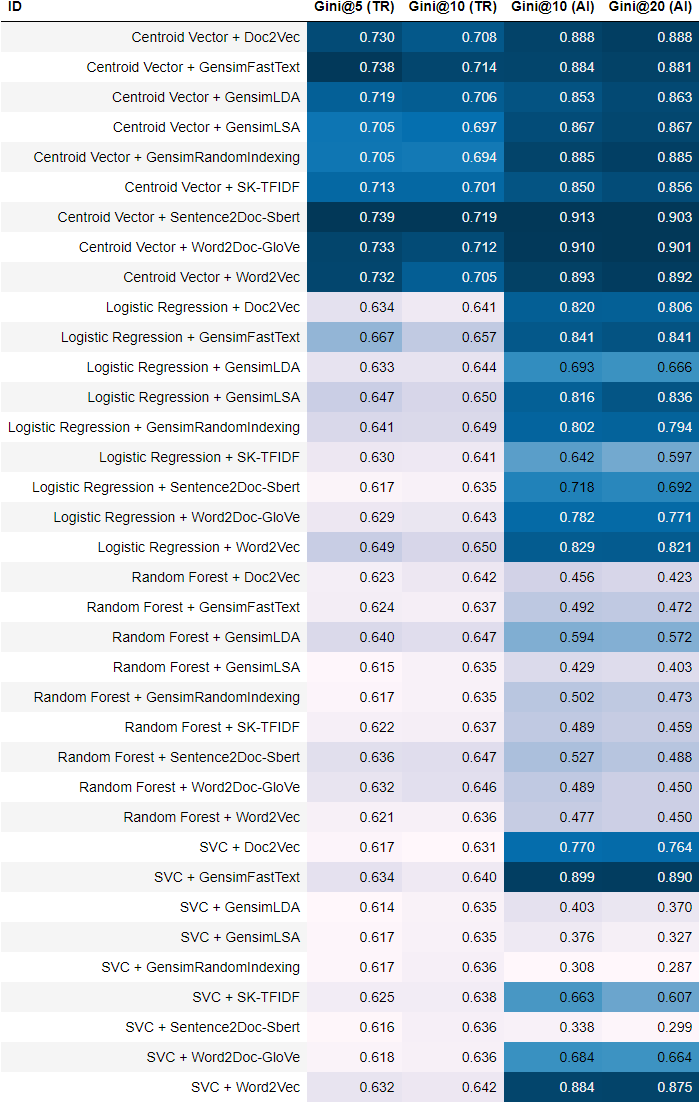 ID Gini@5 (TR) Gini@10 (TR) Gini@10 (AI) Gini@20 (AI)
Centroid Vector + Doc2Vec 0.730 0.708 0.888 0.888
Centroid Vector + GensimFastText 0.738 0.714 0.884 0.881
Centroid Vector + GensimLDA 0.719 0.706 0.853 0.863
Centroid Vector + GensimLSA 0.705 0.697 0.867 0.867
Centroid Vector + GensimRandomIndexing 0.705 0.694 0.885 0.885
Centroid Vector + SK-TFIDF 0.713 0.701 0.850 0.856
Centroid Vector + Sentence2Doc-Sbert 0.739 0.719 0.913 0.903
Centroid Vector + Word2Doc-GloVe 0.733 0.712 0.910 0.901
Centroid Vector + Word2Vec 0.732 0.705 0.893 0.892
Logistic Regression + Doc2Vec 0.634 0.641 0.820 0.806
Logistic Regression + GensimFastText 0.667 0.657 0.841 0.841
Logistic Regression + GensimLDA 0.633 0.644 0.693 0.666
Logistic Regression + GensimLSA 0.647 0.650 0.816 0.836
Logistic Regression + GensimRandomIndexing 0.641 0.649 0.802 0.794
Logistic Regression + SK-TFIDF 0.630 0.641 0.642 0.597
Logistic Regression + Sentence2Doc-Sbert 0.617 0.635 0.718 0.692
Logistic Regression + Word2Doc-GloVe 0.629 0.643 0.782 0.771
Logistic Regression + Word2Vec 0.649 0.650 0.829 0.821
Random Forest + Doc2Vec 0.623 0.642 0.456 0.423
Random Forest + GensimFastText 0.624 0.637 0.492 0.472
Random Forest + GensimLDA 0.640 0.647 0.594 0.572
Random Forest + GensimLSA 0.615 0.635 0.429 0.403
Random Forest + GensimRandomIndexing 0.617 0.635 0.502 0.473
Random Forest + SK-TFIDF 0.622 0.637 0.489 0.459
Random Forest + Sentence2Doc-Sbert 0.636 0.647 0.527 0.488
Random Forest + Word2Doc-GloVe 0.632 0.646 0.489 0.450
Random Forest + Word2Vec 0.621 0.636 0.477 0.450
SVC + Doc2Vec 0.617 0.631 0.770 0.764
SVC + GensimFastText 0.634 0.640 0.899 0.890
SVC + GensimLDA 0.614 0.635 0.403 0.370
SVC + GensimLSA 0.617 0.635 0.376 0.327
SVC + GensimRandomIndexing 0.617 0.636 0.308 0.287
SVC + SK-TFIDF 0.625 0.638 0.663 0.607
SVC + Sentence2Doc-Sbert 0.616 0.636 0.338 0.299
SVC + Word2Doc-GloVe 0.618 0.636 0.684 0.664
SVC + Word2Vec 0.632 0.642 0.884 0.875